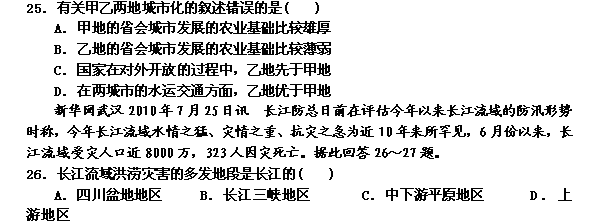 25. 有关甲乙两地城市化的叙述错误的是(   )
A. 甲地的省会城市发展的农业基础比较雄厚
B. 乙地的省会城市发展的农业基础比较薄弱
C. 国家在对外开放的过程中，乙地先于甲地
D. 在两城市的水运交通方面，乙地优于甲地
新华网武汉 2010 年 7 月 25 日讯   长江防总日前在评估今年以来长江流域的防汛形势
时称，今年长江流域水情之猛、灾情之重、抗灾之急为近 10 年来所罕见，6 月份以来，长
江流域受灾人口近 8000 万，323 人因灾死亡。据此回答 26～27 题。
26. 长江流域洪涝灾害的多发地段是长江的(   )
A. 四川盆地地区   B. 长江三峡地区   C. 中下游平原地区   D. 上
游地区